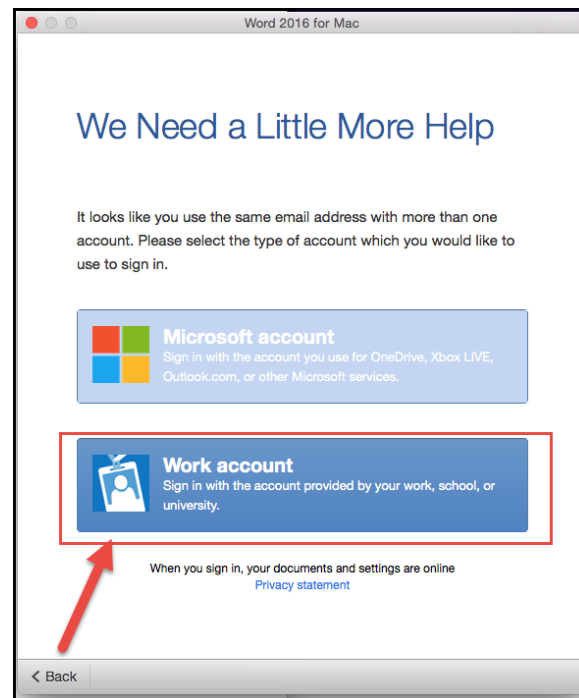 Word 2016 for Mac
We Need a Little More Help
It looks like you use the same email address with more than one
account. Please select the type of account which you would like to
use to sign in.
Microsoft account
Sign in with the account you use for OneDrive, Xbox LIVE,
Outlook.com, or other Microsoft services.
Work account
Sign in with the account provided by your work, school, or
university.
When you sign in, your documents and settings are online
Privacy statement
Back